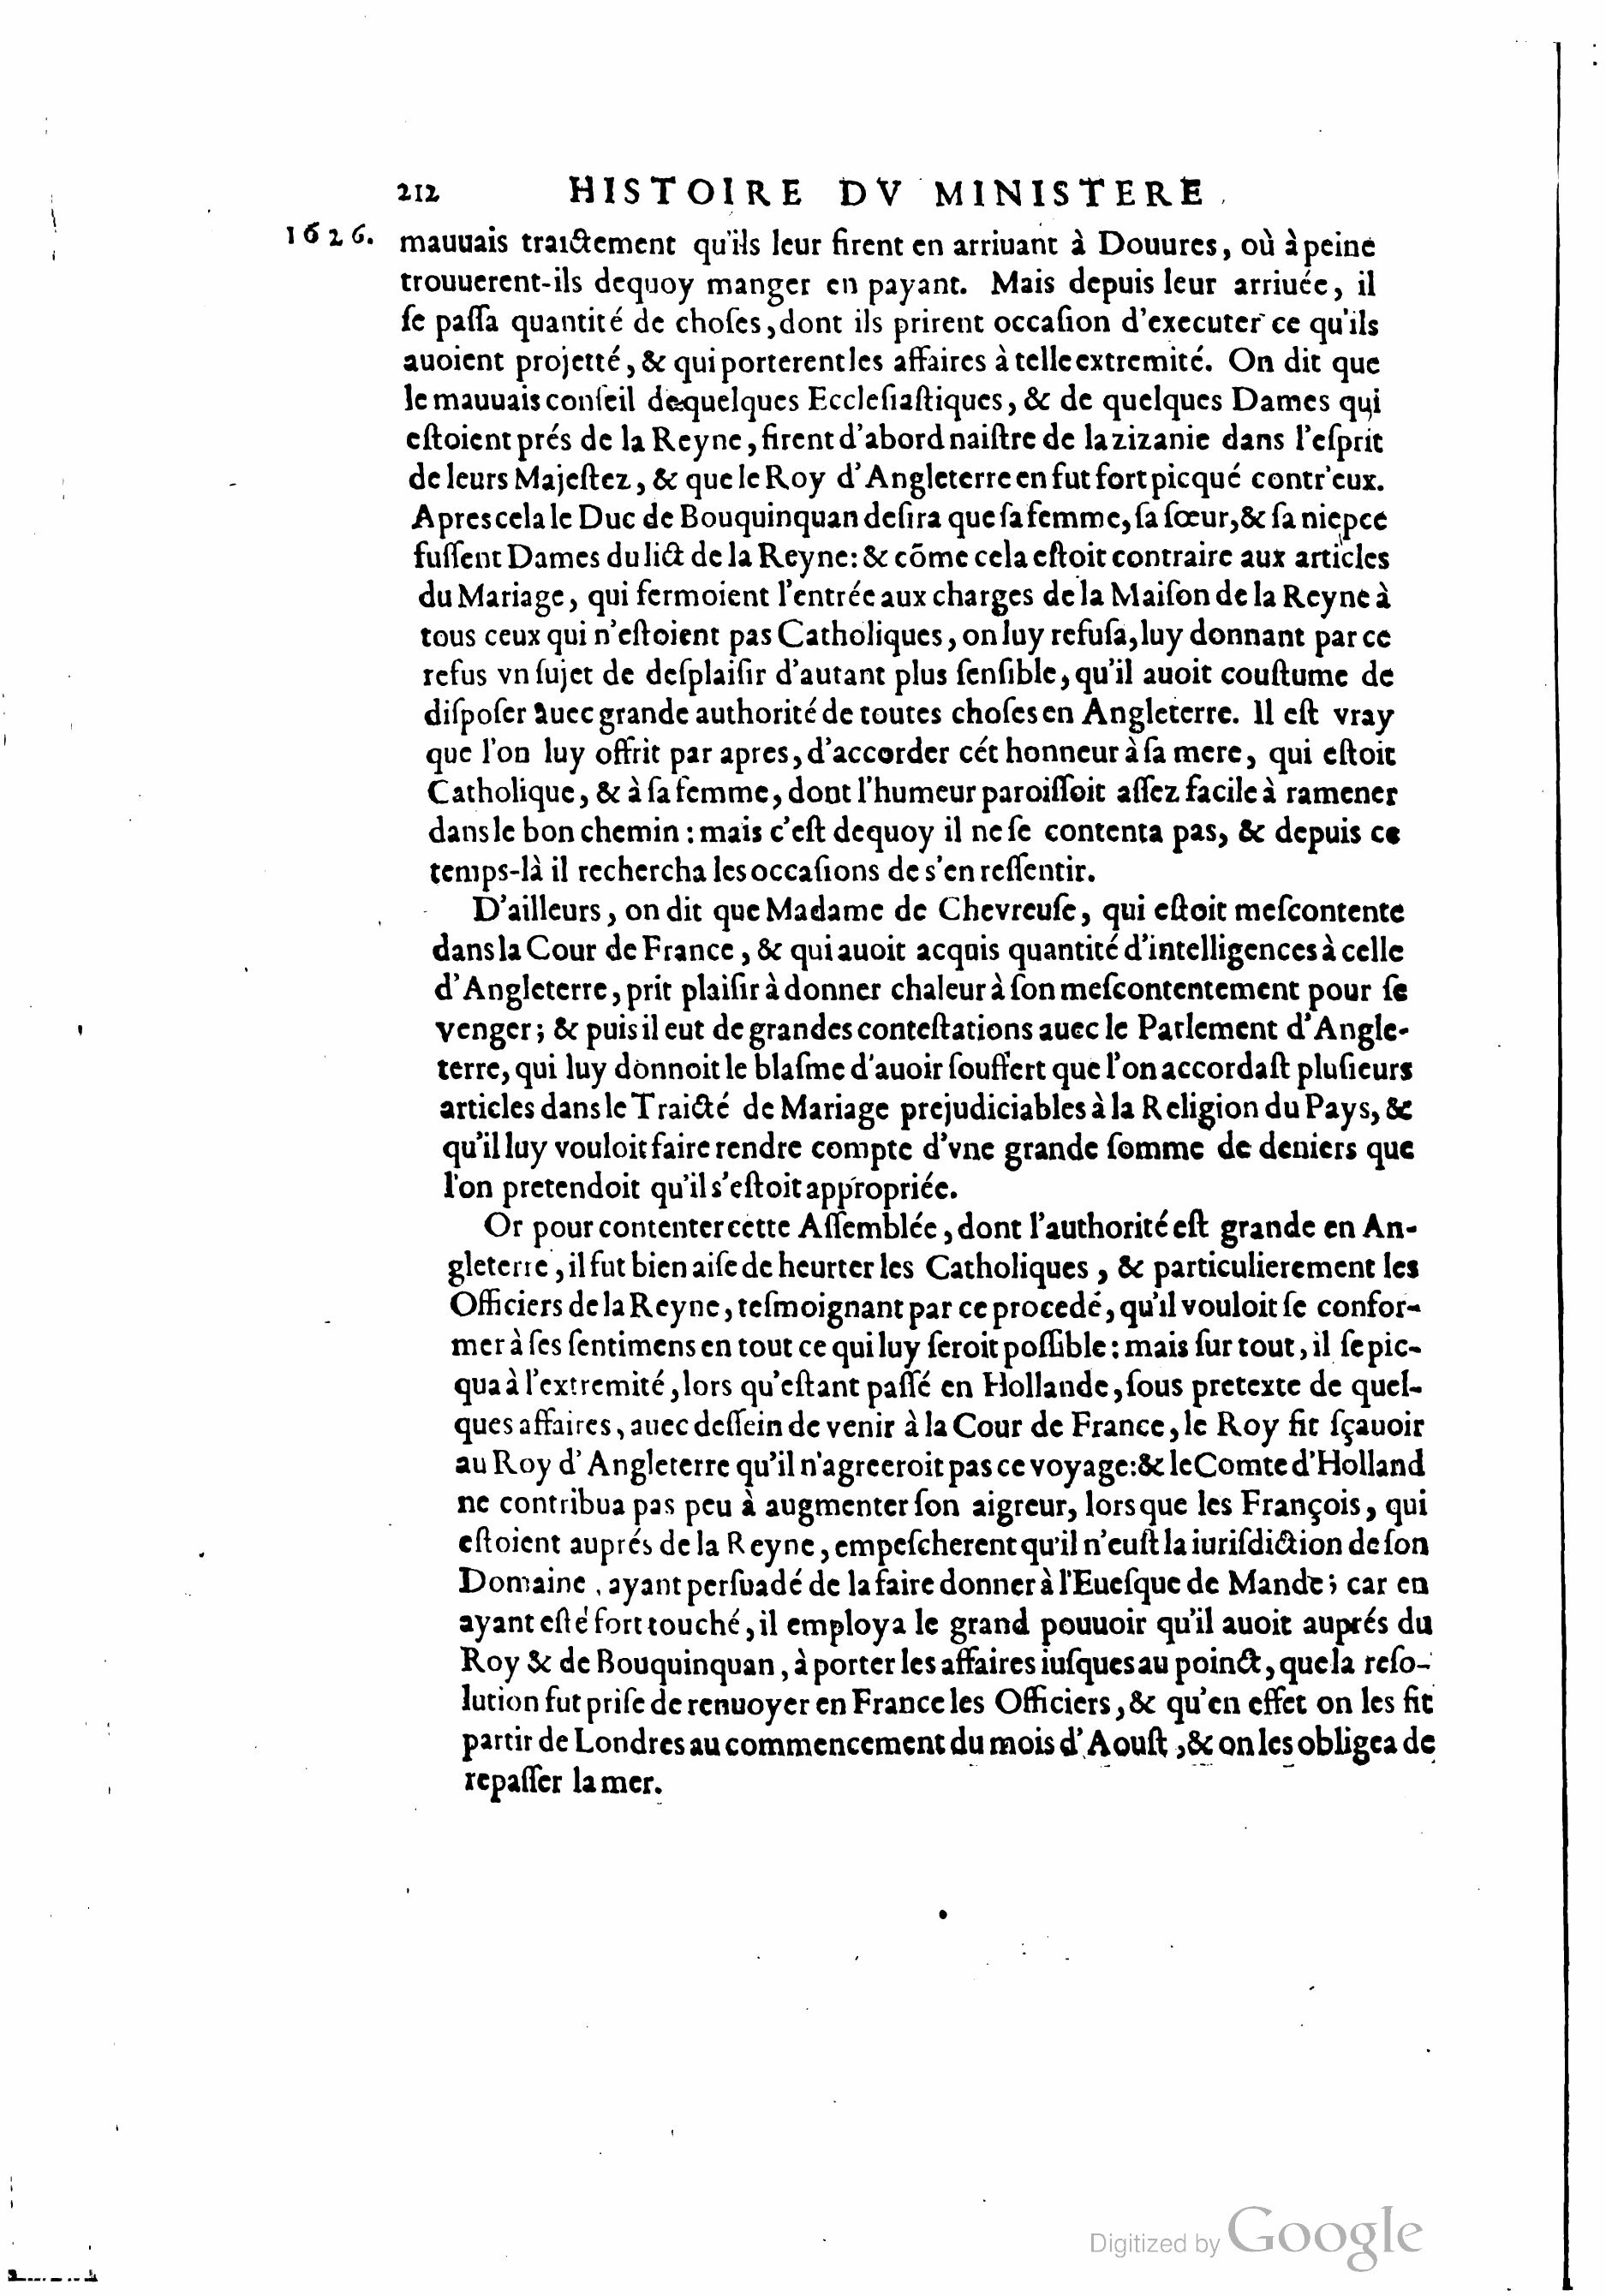 212 HISTOIRE DV MINISTERE
1626. mauuais traictement qu'ils leur firent en arriuant à Douures, où à peine
trouuerent-ils dequoy manger en payant. Mais depuis leur arriuée, il
ſe paſſa quantité de choſes, dont ils prirent occaſion d'executer ce qu'ils
auoient projetté, & qui porterent les affaires à telle extremité. On dit que
le mauuais conſeil de quelques Eccleſiaſtiques, & de quelques Dames qui
eſtoient prés de la Reyne, firent d'abord naiſtre de la zizanie dans l'eſprit
de leurs Majeſtez, & que le Roy d'Angleterre en fut fort picqué contr'eux.
Apres cela le Duc de Bouquinquan deſira que ſa femme, ſa ſœur, & ſa niepce
fuſſent Dames du lict de la Reyne: & cõme cela eſtoit contraire aux articles
du Mariage, qui fermoient l'entrée aux charges de la Maiſon de la Reyne à
tous ceux qui n'eſtoient pas Catholiques, on luy refuſa, luy donnant par ce
refus vn ſujet de deſplaiſir d'autant plus ſenſible, qu'il auoit couſtume de
diſpoſer auec grande authorité de toutes choſes en Angleterre. Il eſt vray
que l'on luy offrit par apres, d'accorder cét honneur à ſa mere, qui eſtoit
Catholique, & à ſa femme, dont l'humeur paroiſſoit aſſez facile à ramener
dans le bon chemin : mais c'eſt dequoy il ne ſe contenta pas, & depuis ce
temps-là il rechercha les occaſions de s'en reſſentir.
D'ailleurs, on dit que Madame de Chevreuſe, qui eſtoit meſcontente
dans la Cour de France, & qui auoit acquis quantité d'intelligences à celle
d'Angleterre, prit plaiſir à donner chaleur à ſon meſcontentement pour ſe
venger; & puis il eut de grandes conteſtations auec le Parlement d'Angle-
terre, qui luy donnoit le blaſme d'auoir ſouffert que l'on accordaſt pluſieurs
articles dans le Traicté de Mariage prejudiciables à la Religion du Pays, &
qu'il luy vouloit faire rendre compte d'vne grande ſomme de deniers que
l'on pretendoit qu'il s'eſtoit appropriée.
Or pour contenter cette Aſſemblée, dont l'authorité eſt grande en An-
gleterre, il fut bien aiſe de heurter les Catholiques, & particulierement les
Officiers de la Reyne, teſmoignant par ce procedé, qu'il vouloit ſe confor-
mer à ſes ſentimens en tout ce qui luy ſeroit poſſible : mais ſur tout, il ſe pic-
qua à l'extremité, lors qu'eſtant paſſé en Hollande, ſous pretexte de quel-
ques affaires, auec deſſein de venir à la Cour de France, le Roy fit ſçauoir
au Roy d'Angleterre qu'il n'agreeroit pas ce voyage: & le Comte d'Holland
ne contribua pas peu à augmenter ſon aigreur, lors que les François, qui
eſtoient auprés de la Reyne, empeſcherent qu'il n'euſt la iuriſdiction de ſon
Domaine, ayant perſuadé de la faire donner à l'Eueſque de Mande; car en
ayant eſté fort touché, il employa le grand pouuoir qu'il auoit auprés du
Roy & de Bouquinquan, à porter les affaires iuſques au poinct, que la reſo-
lution fut priſe de renuoyer en France les Officiers, & qu'en effet on les fit
partir de Londres au commencement du mois d'Aouſt, & on les obligea de
repaſſer la mer.
Digitized by Google